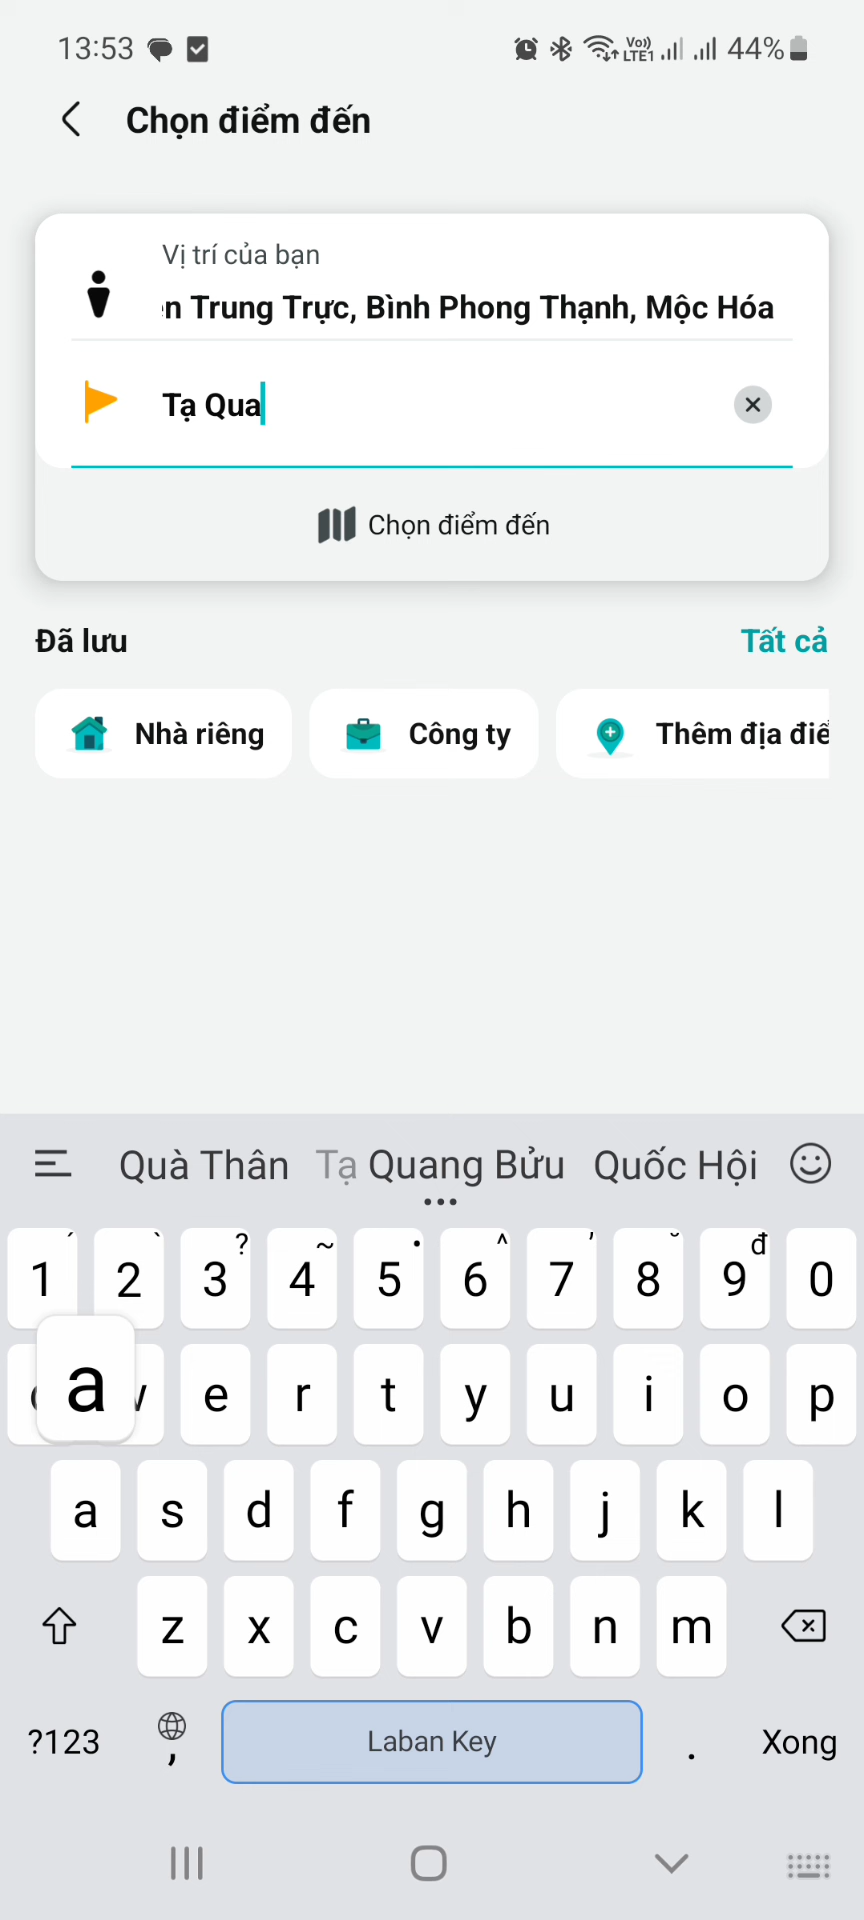 13:53 Vo)) LTE1 44%
Chọn điểm đến
Vị trí của bạn
n Trung Trực, Bình Phong Thạnh, Mộc Hóa
Tạ Qua
Chọn điểm đến
Đã lưu Tất cả
Nhà riêng Công ty Thêm địa điể
Quà Thân Tạ Quang Bửu Quốc Hội
1 2 3 ? 4 ~ 5 6 ^ 7 8 9 đ 0
a e r t y u i o p
a s d f g h j k l
z x c v b n m
?123 , Laban Key . Xong